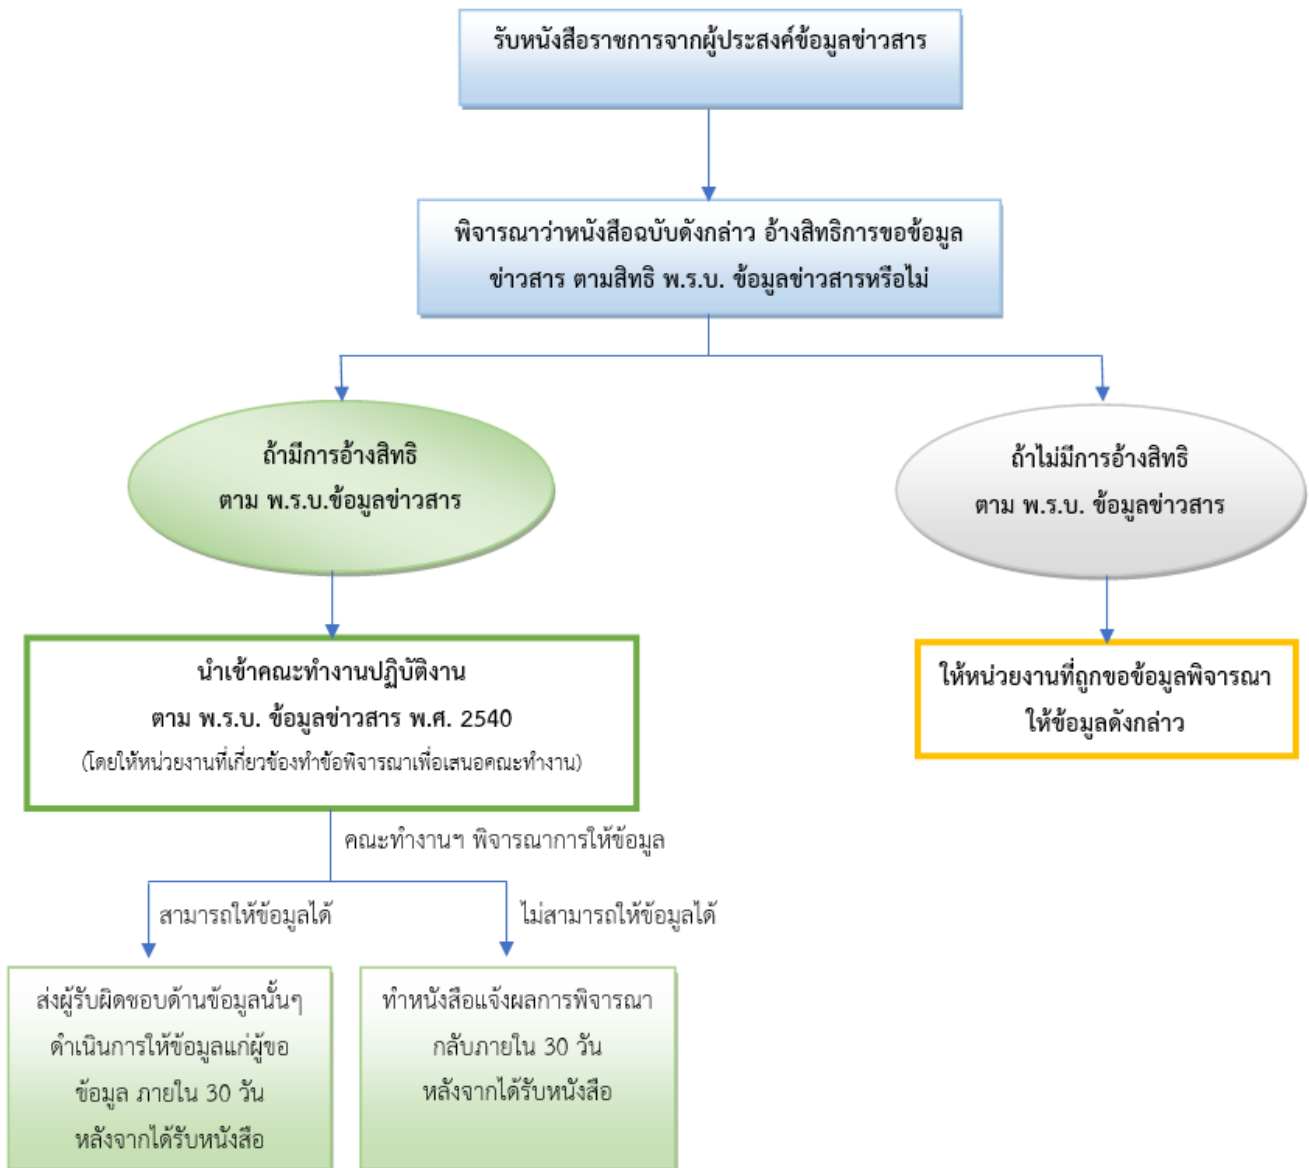 รับหนังสือราชการจากผู้ประสงค์ข้อมูลข่าวสาร
พิจารณาว่าหนังสือฉบับดังกล่าว อ้างสิทธิการขอข้อมูล
ข่าวสาร ตามสิทธิ พ.ร.บ. ข้อมูลข่าวสารหรือไม่
ถ้ามีการอ้างสิทธิ
ตาม พ.ร.บ.ข้อมูลข่าวสาร
ถ้าไม่มีการอ้างสิทธิ
ตาม พ.ร.บ. ข้อมูลข่าวสาร
นำเข้าคณะทำงานปฏิบัติงาน
ตาม พ.ร.บ. ข้อมูลข่าวสาร พ.ศ. 2540
(โดยให้หน่วยงานที่เกี่ยวข้องทำข้อพิจารณาเพื่อเสนอคณะทำงาน)
ให้หน่วยงานที่ถูกขอข้อมูลพิจารณา
ให้ข้อมูลดังกล่าว
คณะทำงานฯ พิจารณาการให้ข้อมูล
สามารถให้ข้อมูลได้
ไม่สามารถให้ข้อมูลได้
ส่งผู้รับผิดชอบด้านข้อมูลนั้นๆ
ดำเนินการให้ข้อมูลแก่ผู้ขอ
ข้อมูล ภายใน 30 วัน
หลังจากได้รับหนังสือ
ทำหนังสือแจ้งผลการพิจารณา
กลับภายใน 30 วัน
หลังจากได้รับหนังสือ